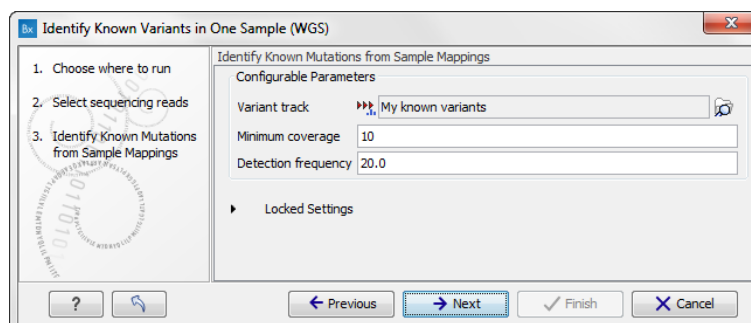 Bx Identify Known Variants in One Sample (WGS)
1. Choose where to run
2. Select sequencing reads
3. Identify Known Mutations
from Sample Mappings
Identify Known Mutations from Sample Mappings
Configurable Parameters
Variant track My known variants
Minimum coverage 10
Detection frequency 20.0
Locked Settings
? Previous Next Finish Cancel